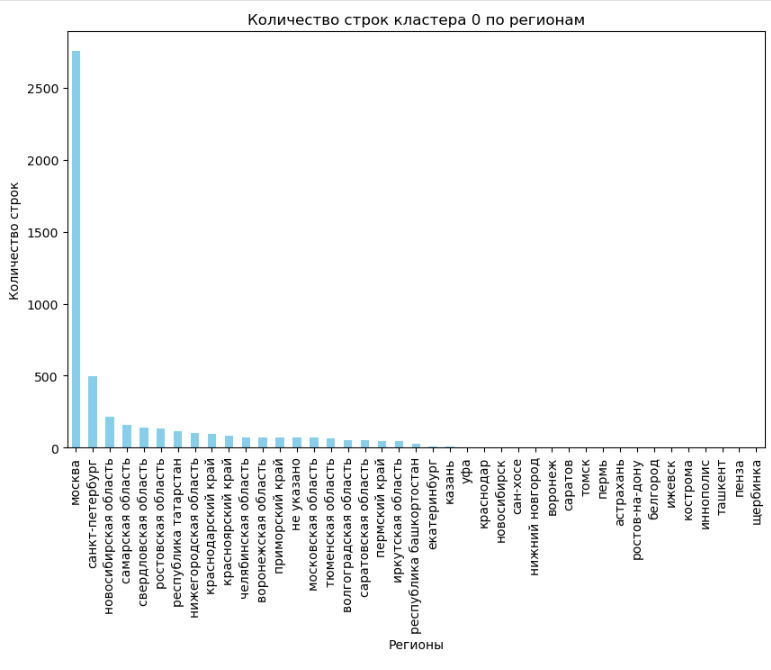 Количество строк кластера 0 по регионам
Количество строк
2500
2000
1500
1000
500
0
москва
санкт-петербург
новосибирская область
самарская область
свердловская область
ростовская область
республика татарстан
нижегородская область
краснодарский край
красноярский край
челябинская область
воронежская область
приморский край
не указано
московская область
тюменская область
волгоградская область
саратовская область
пермский край
иркутская область
республика башкортостан
екатеринбург
казань
уфа
краснодар
новосибирск
сан-хосе
нижний новгород
воронеж
саратов
томск
пермь
астрахань
ростов-на-дону
белгород
ижевск
кострома
иннополис
ташкент
пенза
щербинка
Регионы